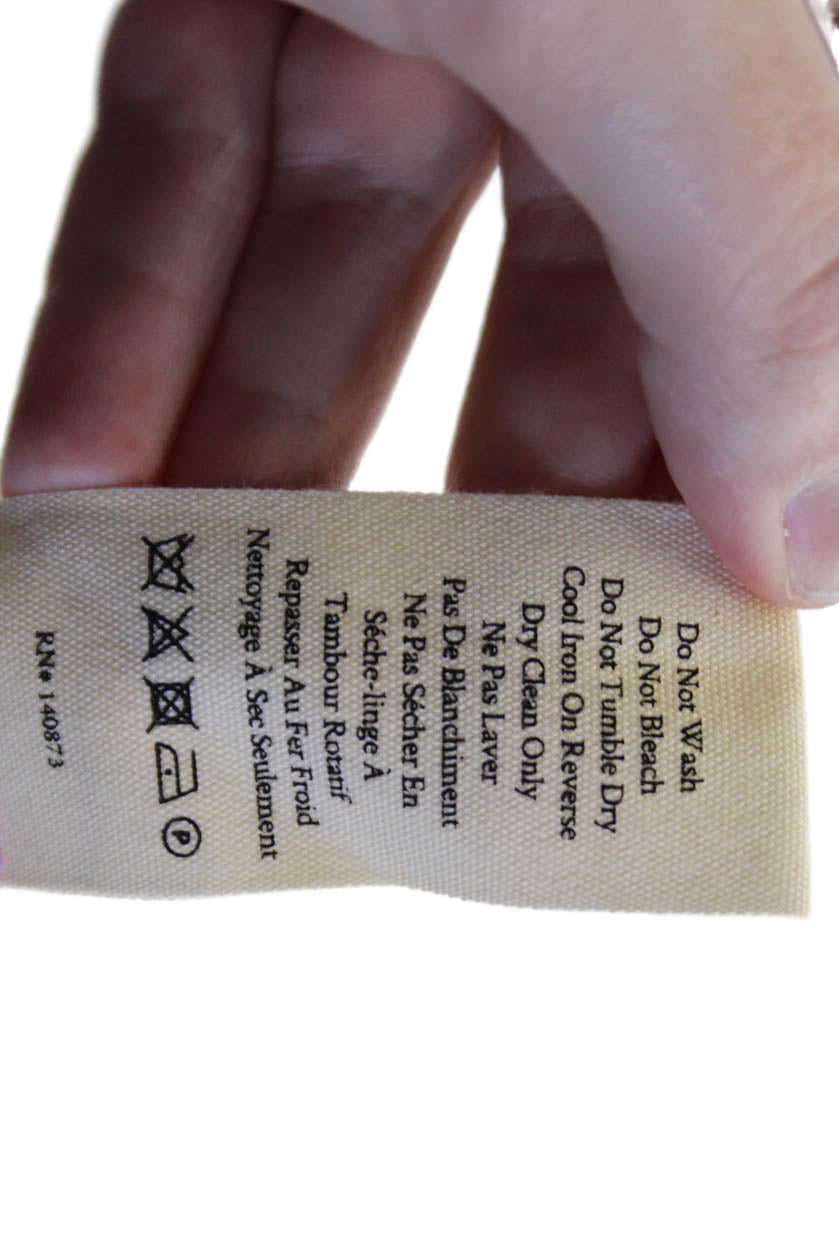 Do Not Wash
Do Not Bleach
Do Not Tumble Dry
Cool Iron On Reverse
Dry Clean Only
Ne Pas Laver
Pas De Blanchiment
Ne Pas Sécher En
Séche-linge À
Tambour Rotatif
Repasser Au Fer Froid
Nettoyage À Sec Seulement
P
RN# 140873